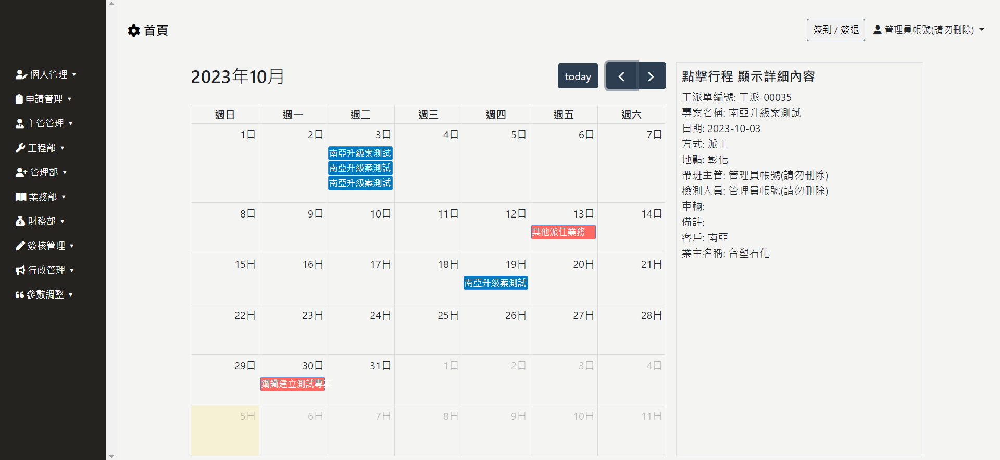 首頁
簽到 / 簽退
管理員帳號(請勿刪除)
個人管理
申請管理
主管管理
工程部
管理部
業務部
財務部
簽核管理
行政管理
參數調整
2023年10月
today
週日 週一 週二 週三 週四 週五 週六
1日 2日 3日 4日 5日 6日 7日
南亞升級案測試
南亞升級案測試
南亞升級案測試
8日 9日 10日 11日 12日 13日 14日
其他派任業務
15日 16日 17日 18日 19日 20日 21日
南亞升級案測試
22日 23日 24日 25日 26日 27日 28日
29日 30日 31日 1日 2日 3日 4日
鋼鐵建立測試專案
5日 6日 7日 8日 9日 10日 11日
點擊行程 顯示詳細內容
工派單編號: 工派-00035
專案名稱: 南亞升級案測試
日期: 2023-10-03
方式: 派工
地點: 彰化
帶班主管: 管理員帳號(請勿刪除)
檢測人員: 管理員帳號(請勿刪除)
車輛:
備註:
客戶: 南亞
業主名稱: 台塑石化